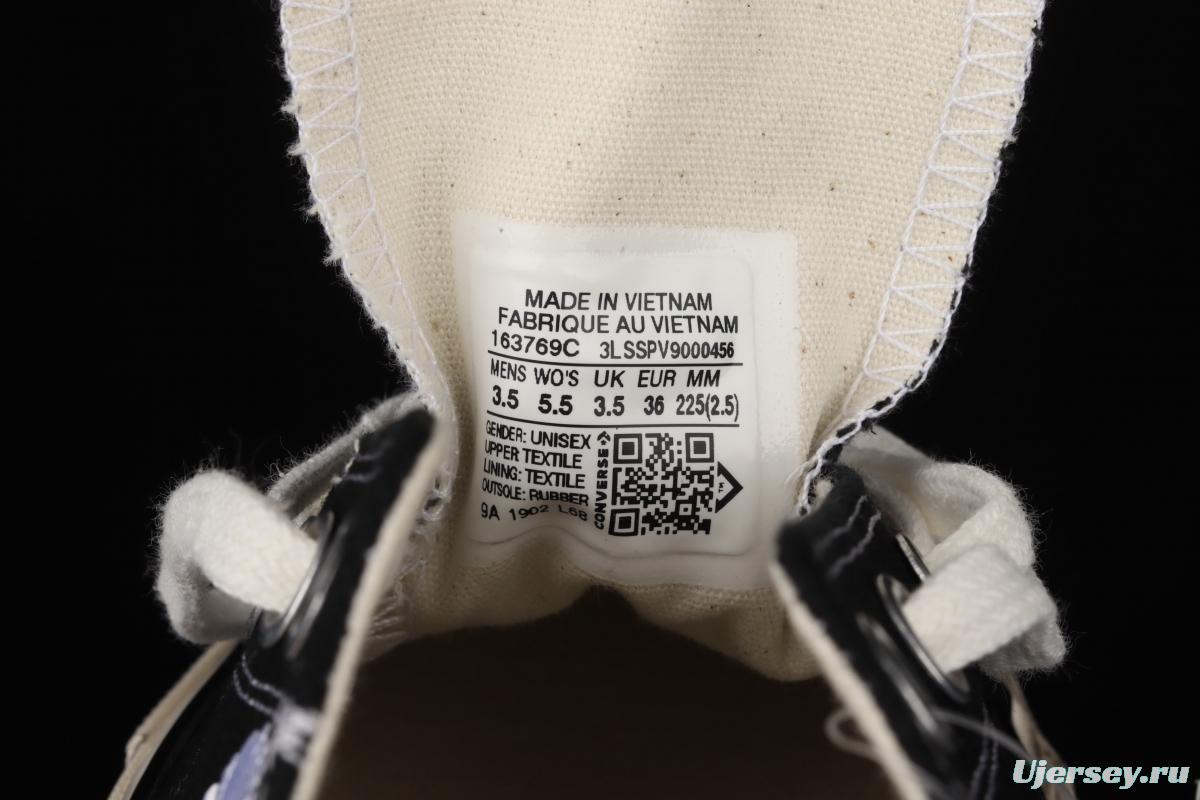 MADE IN VIETNAM
FABRIQUE AU VIETNAM
163769C 3LSSPV9000456
MENS WO'S UK EUR MM
3.5 5.5 3.5 36 225(2.5)
GENDER: UNISEX
UPPER TEXTILE
LINING: TEXTILE
OUTSOLE: RUBBER
9A 1902 L68
CONVERSE
Ujersey.ru